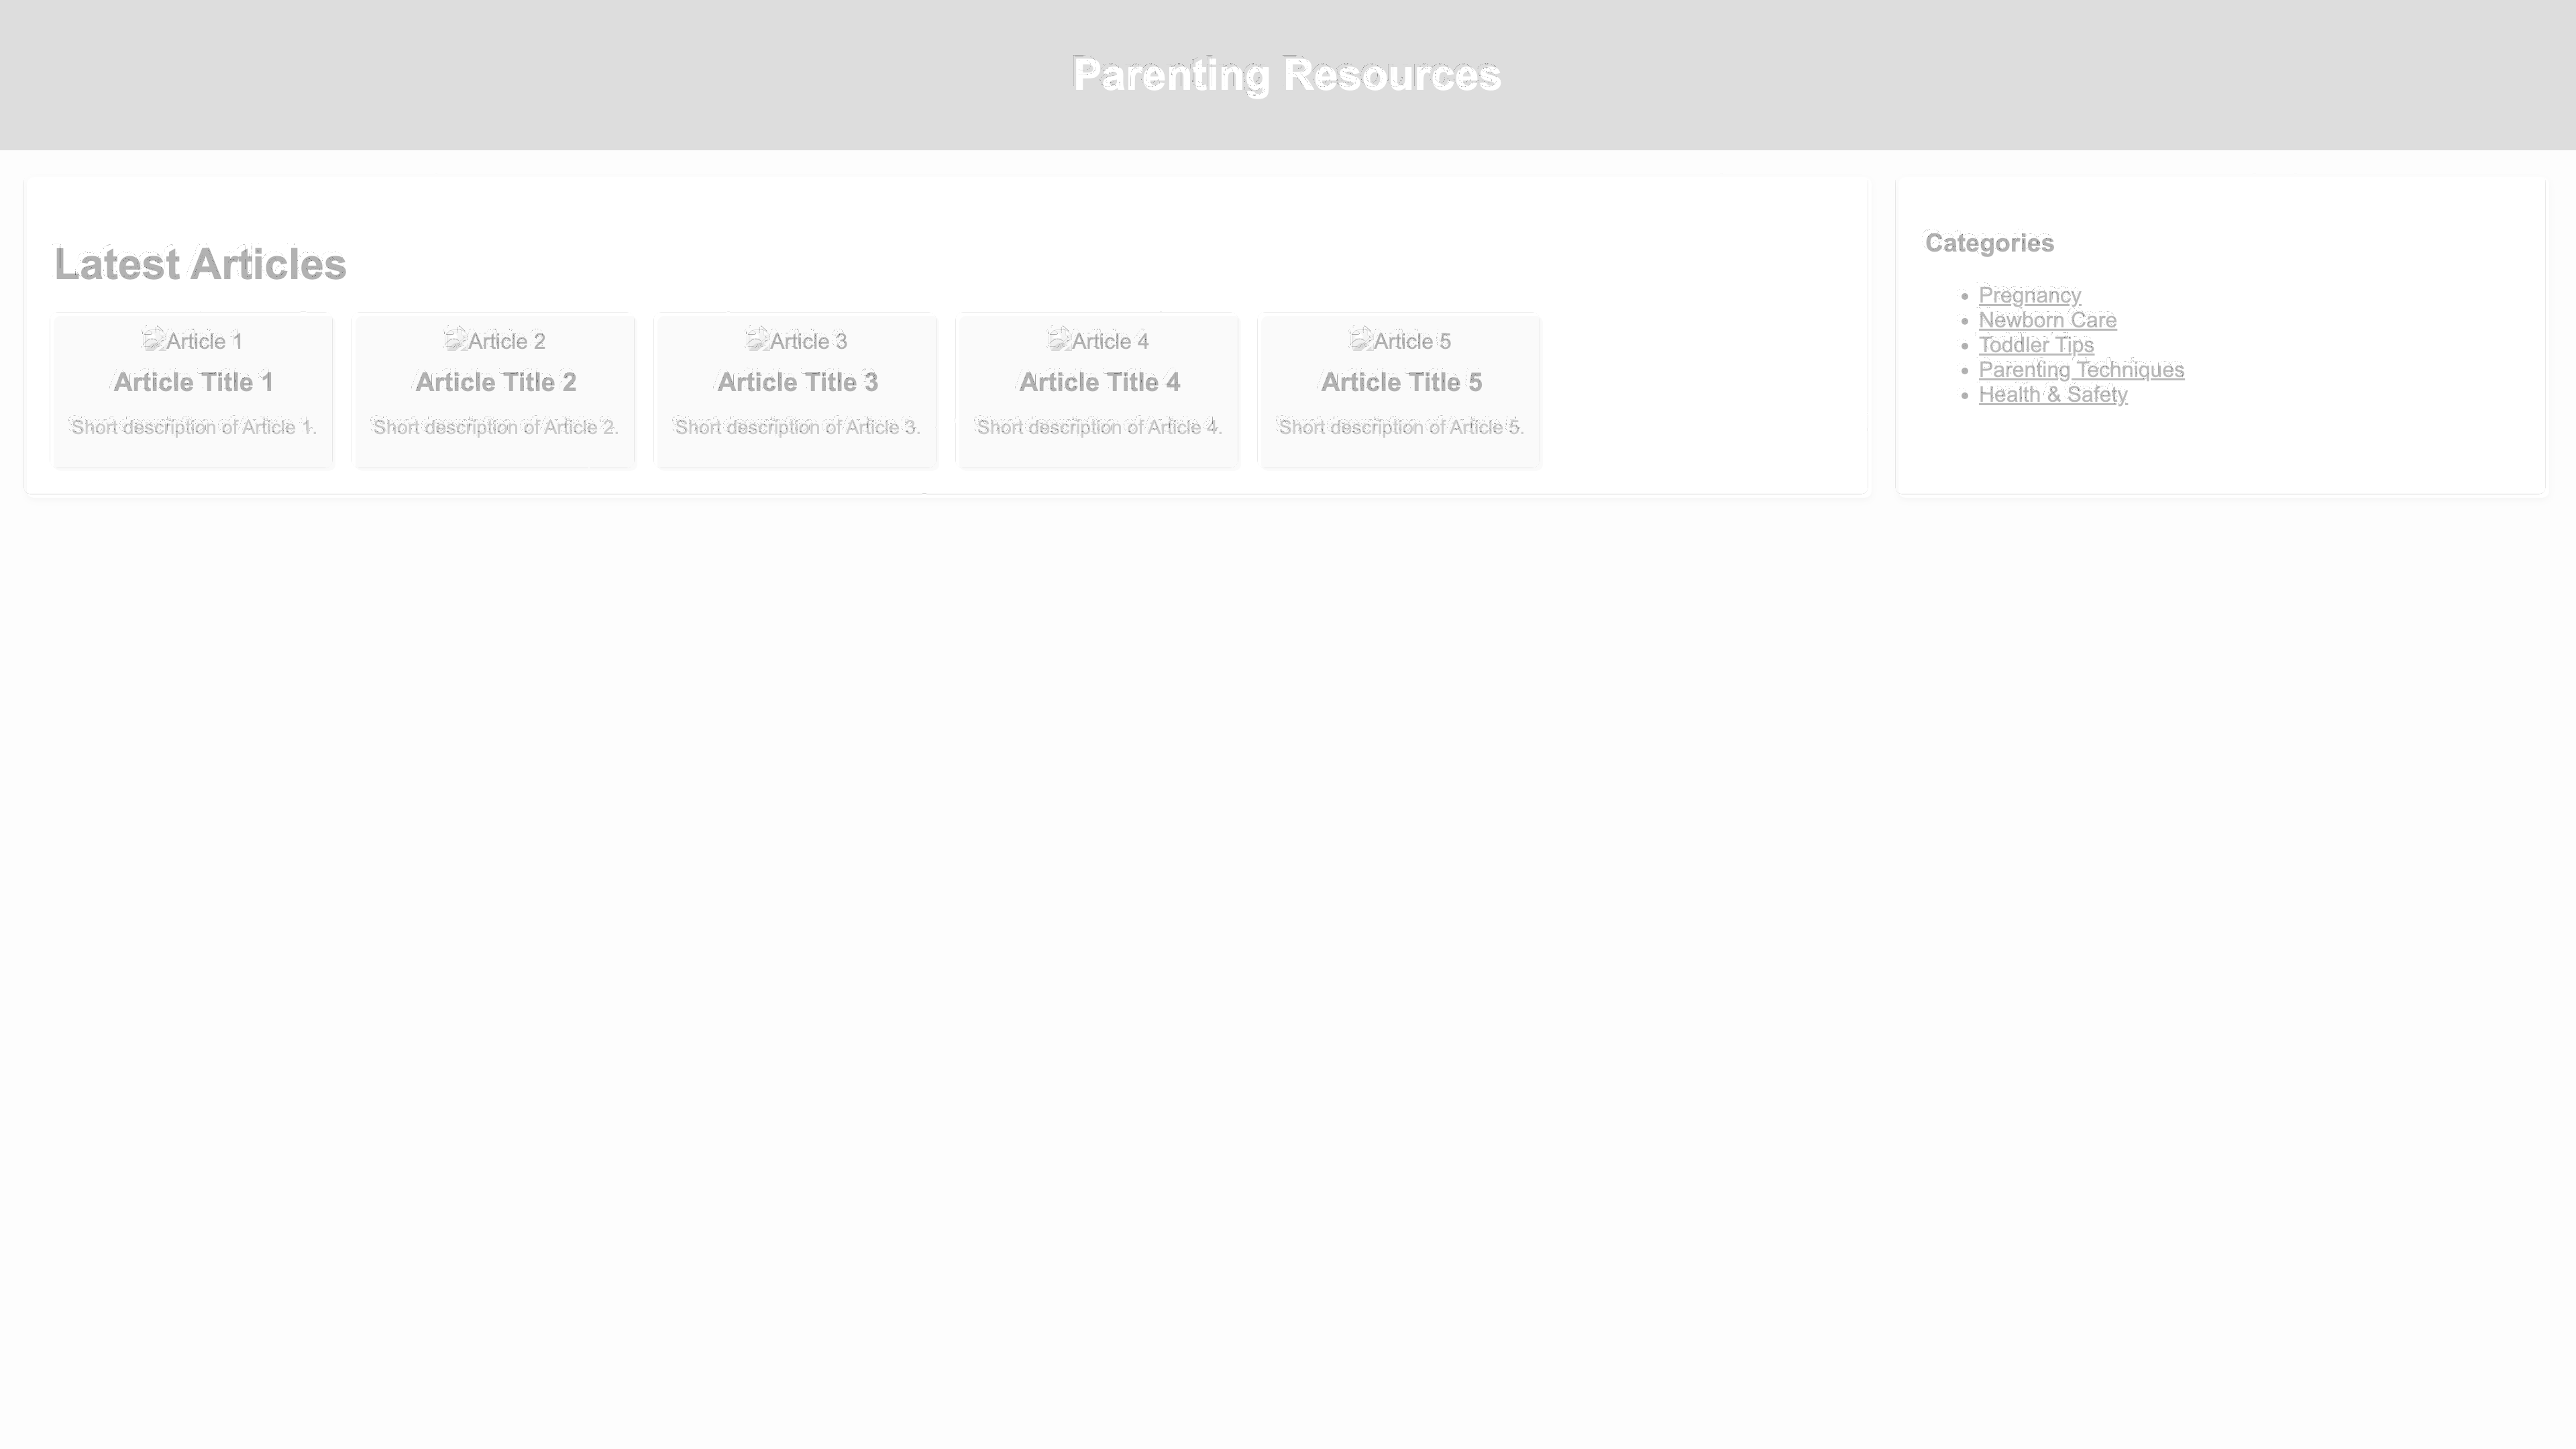 Parenting Resources
Latest Articles
Article 1
Article Title 1
Short description of Article 1.
Article 2
Article Title 2
Short description of Article 2.
Article 3
Article Title 3
Short description of Article 3.
Article 4
Article Title 4
Short description of Article 4.
Article 5
Article Title 5
Short description of Article 5.
Categories
Pregnancy
Newborn Care
Toddler Tips
Parenting Techniques
Health & Safety